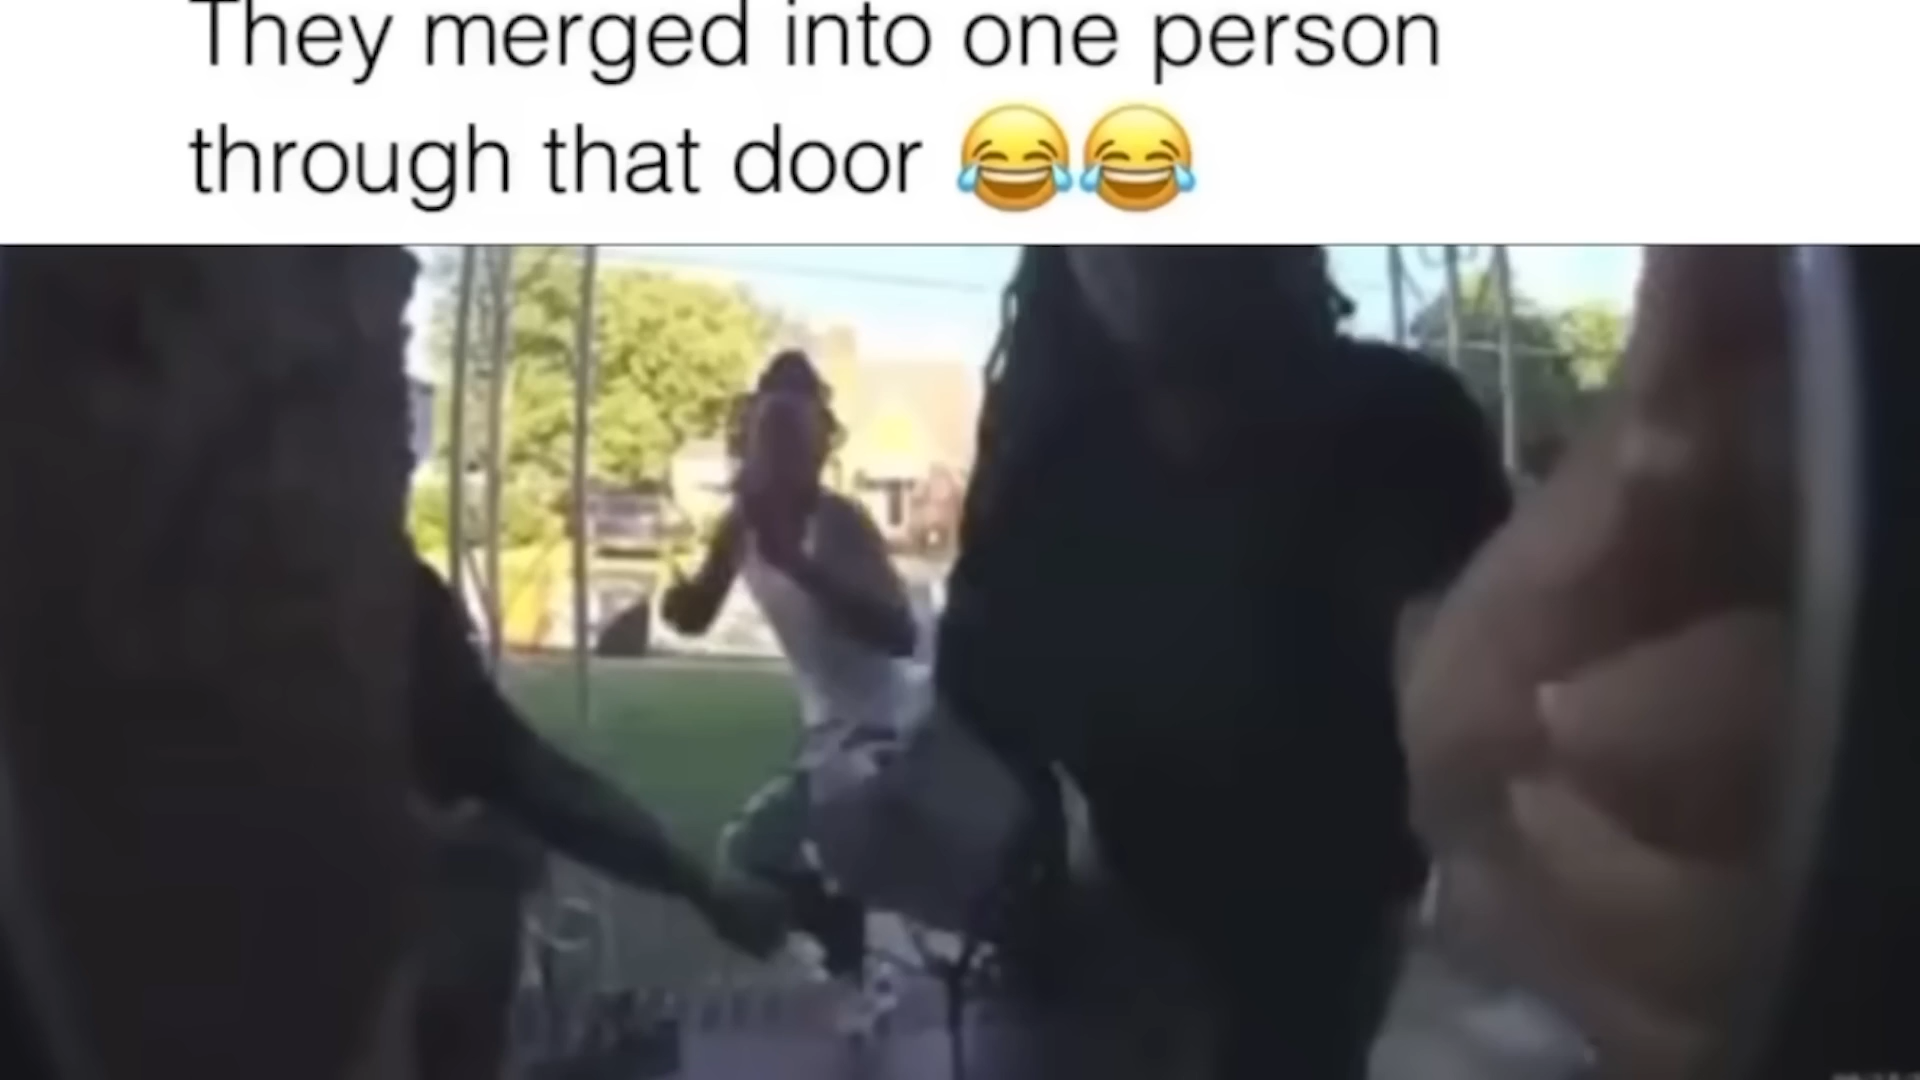 They merged into one person
through that door 😂😂